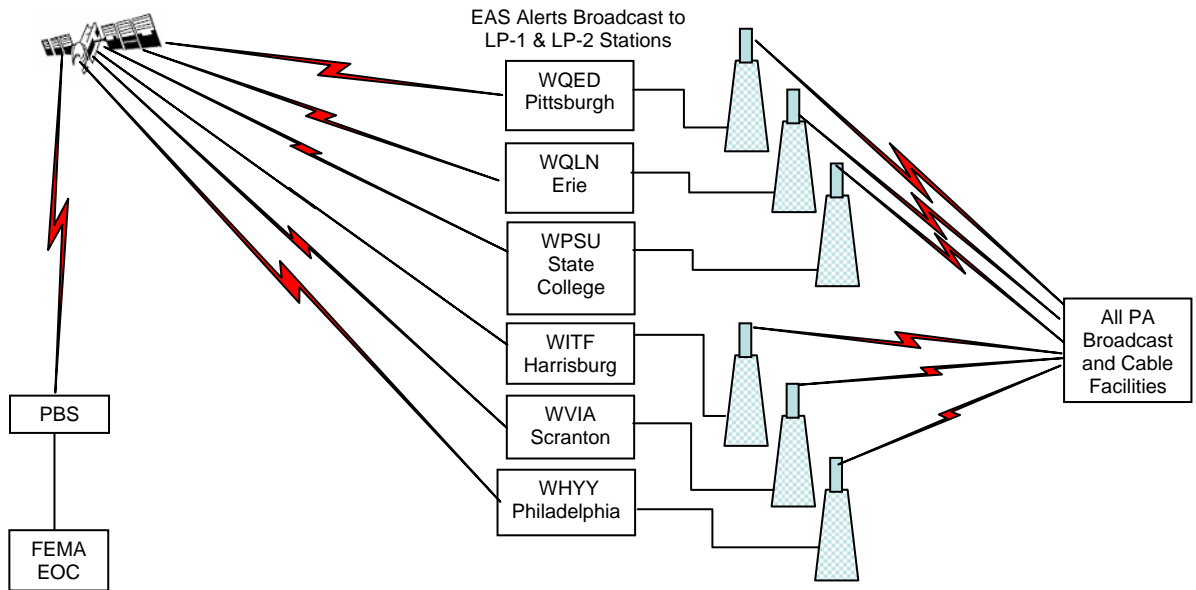 EAS Alerts Broadcast to
LP-1 & LP-2 Stations
WQED
Pittsburgh
WQLN
Erie
WPSU
State
College
WITF
Harrisburg
WVIA
Scranton
WHYY
Philadelphia
All PA
Broadcast
and Cable
Facilities
PBS
FEMA
EOC